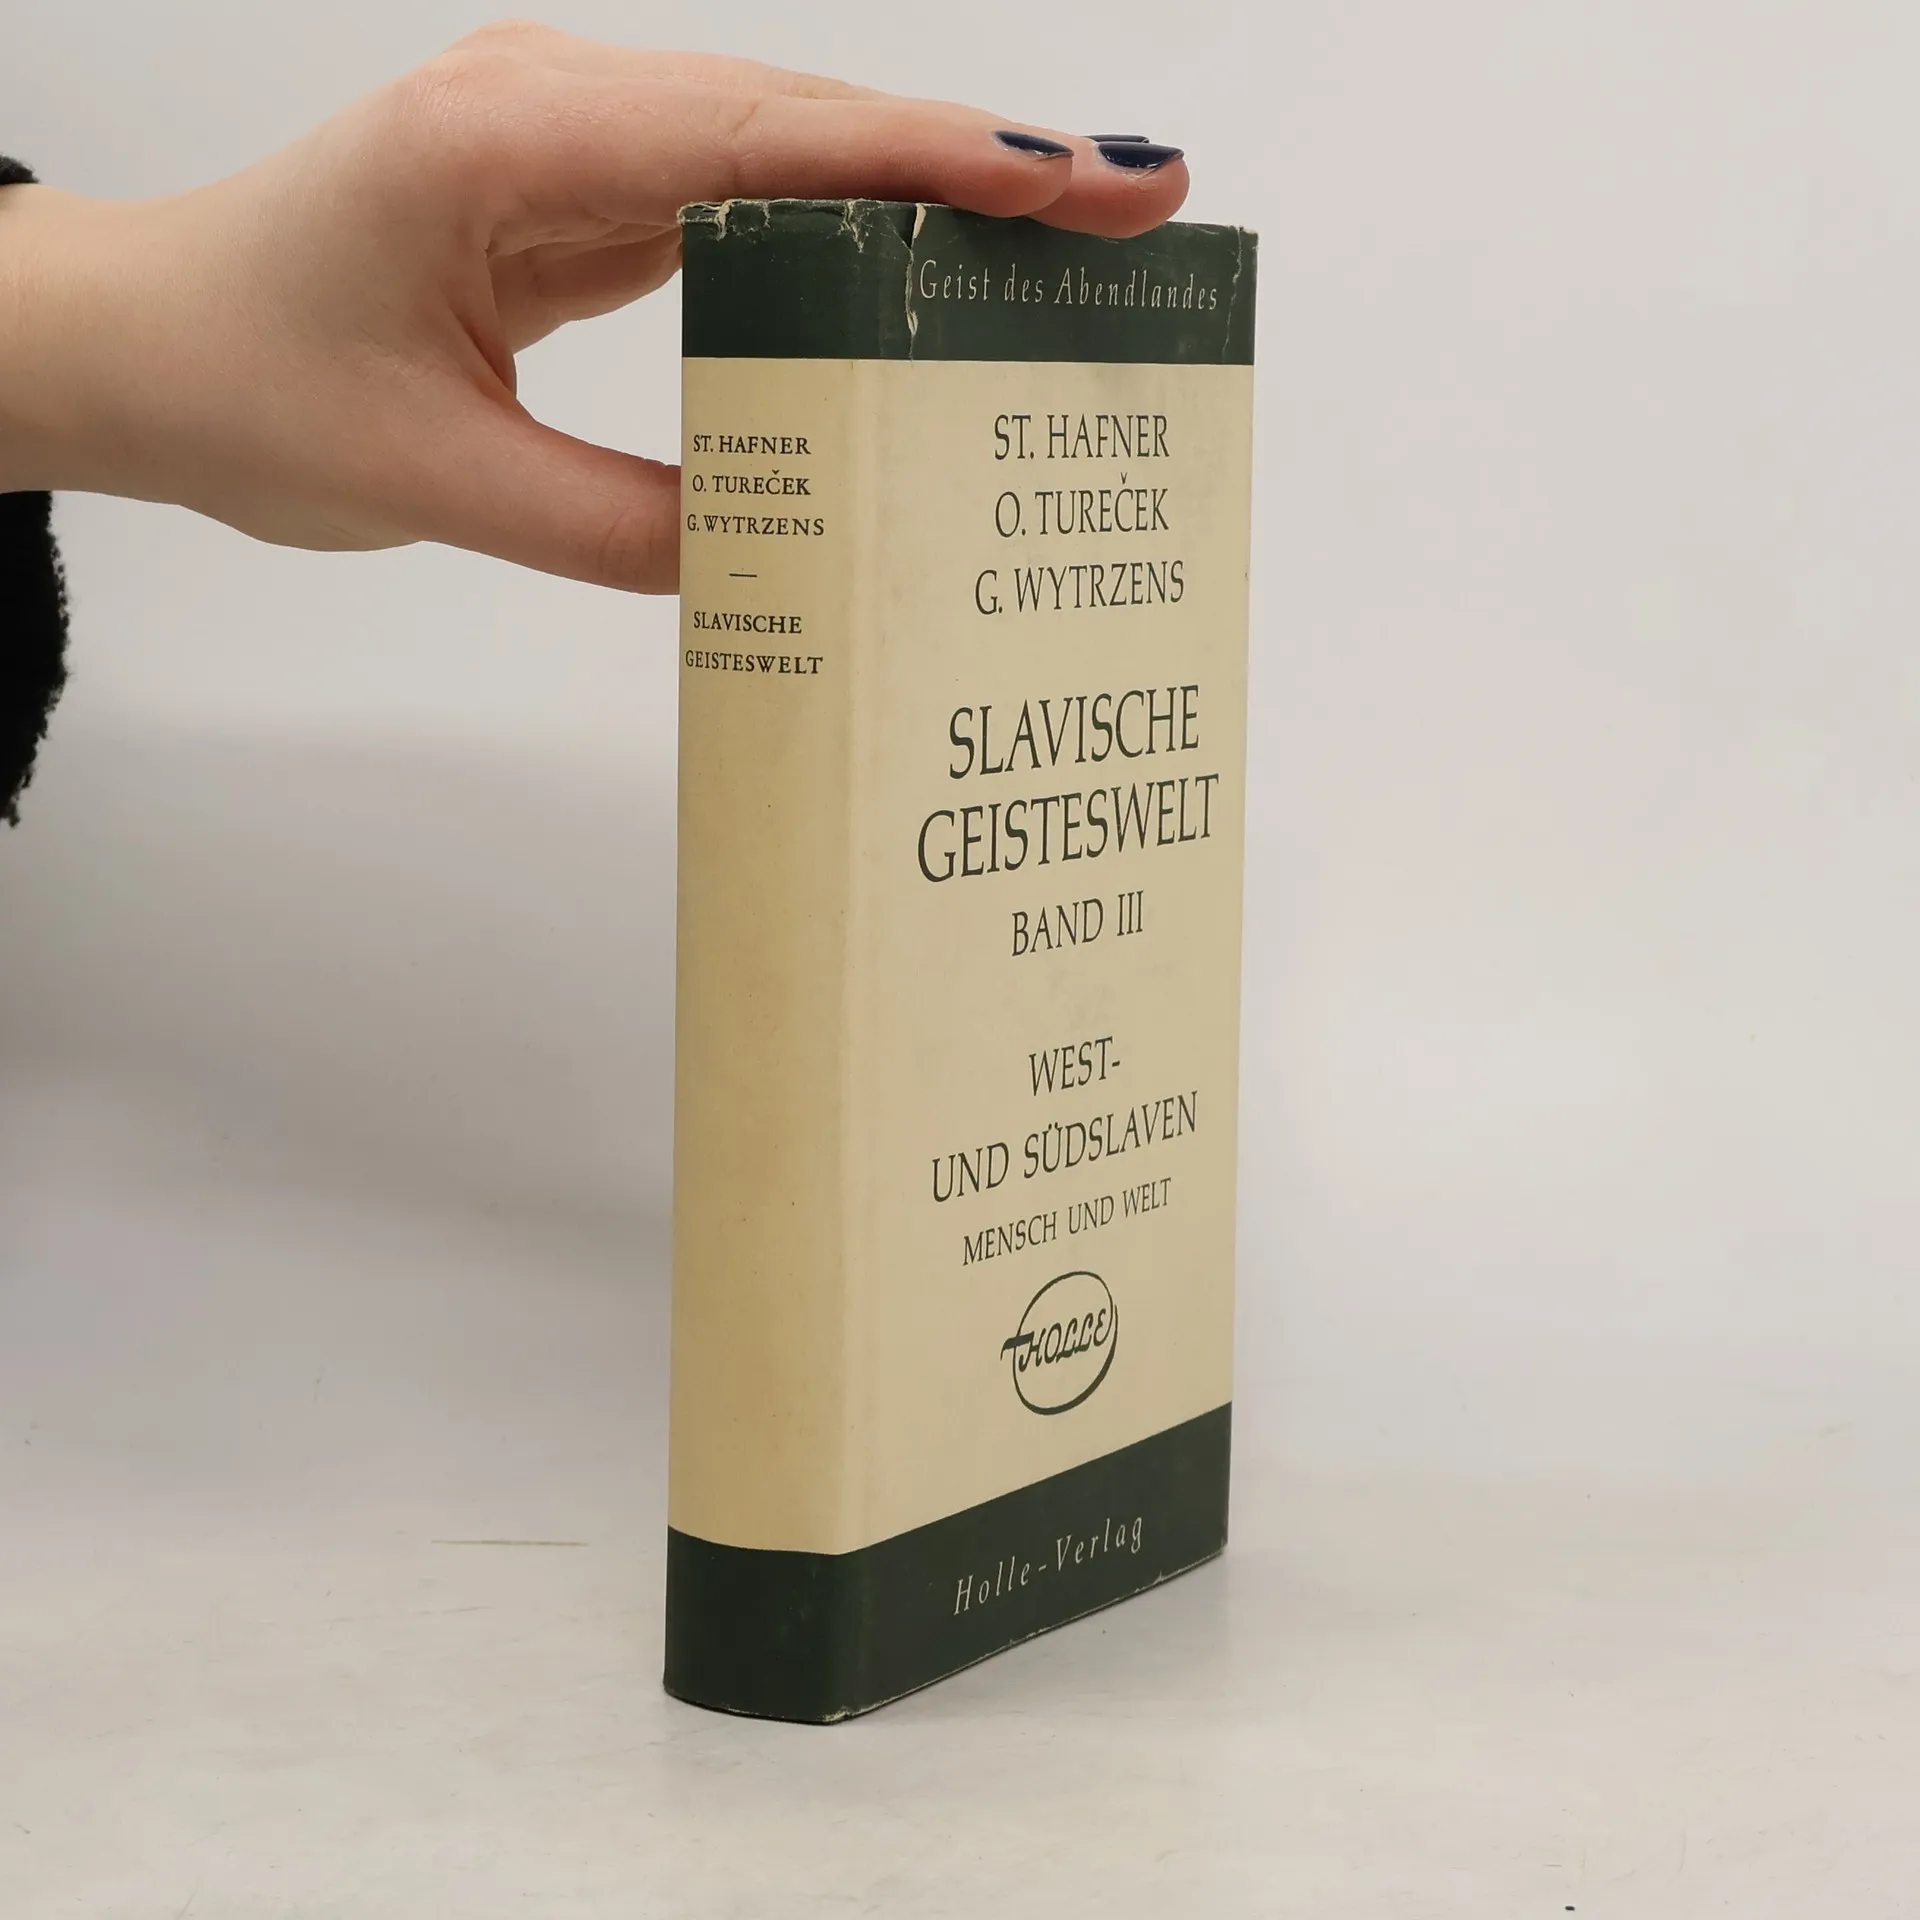 ST. HAFNER
O. TUREČEK
G. WYTRZENS
—
SLAVISCHE
GEISTESWELT
Geist des Abendlandes
ST. HAFNER
O. TUREČEK
G. WYTRZENS
SLAVISCHE
GEISTESWELT
BAND III
WEST-
UND SÜDSLAVEN
MENSCH UND WELT
HOLLE
Holle-Verlag